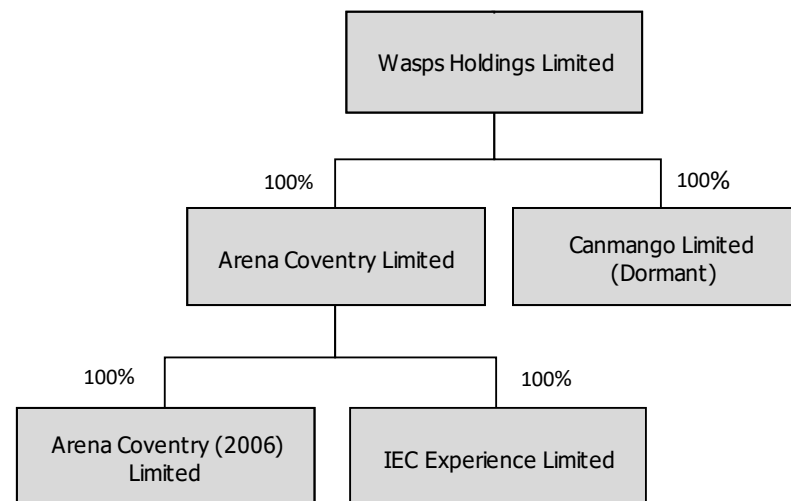 Wasps Holdings Limited
100%
100%
Arena Coventry Limited
Canmango Limited
(Dormant)
100%
100%
Arena Coventry (2006)
Limited
IEC Experience Limited